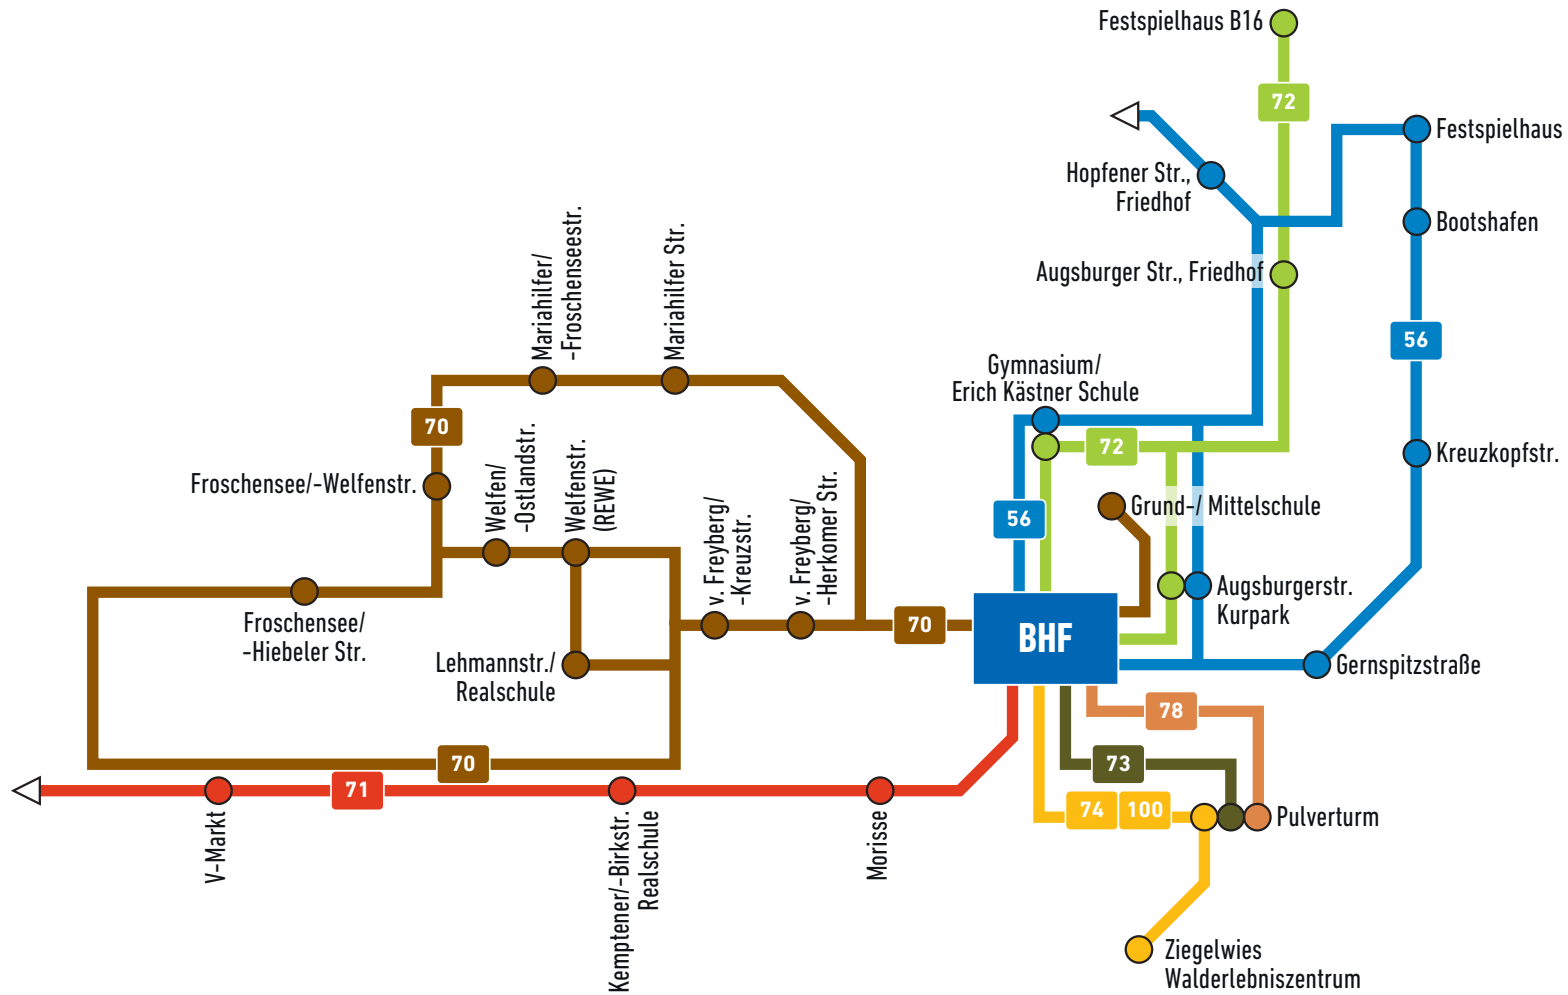 Festspielhaus B16
72
Festspielhaus
Hopfener Str.,
Friedhof
Bootshafen
Augsburger Str., Friedhof
56
Mariahilfer/
-Froschenseestr.
Mariahilfer Str.
Gymnasium/
Erich Kästner Schule
70
72
Kreuzkopfstr.
Froschensee/-Welfenstr.
Welfen/
-Ostlandstr.
Welfenstr.
(REWE)
v. Freyberg/
-Kreuzstr.
v. Freyberg/
-Herkomer Str.
56
Grund-/ Mittelschule
Augsburgerstr.
Kurpark
Froschensee/
-Hiebeler Str.
70
BHF
Lehmannstr./
Realschule
Gernspitzstraße
78
70
73
71
74
100
Pulverturm
V-Markt
Kemptener/-Birkstr.
Realschule
Morisse
Ziegelwies
Walderlebniszentrum